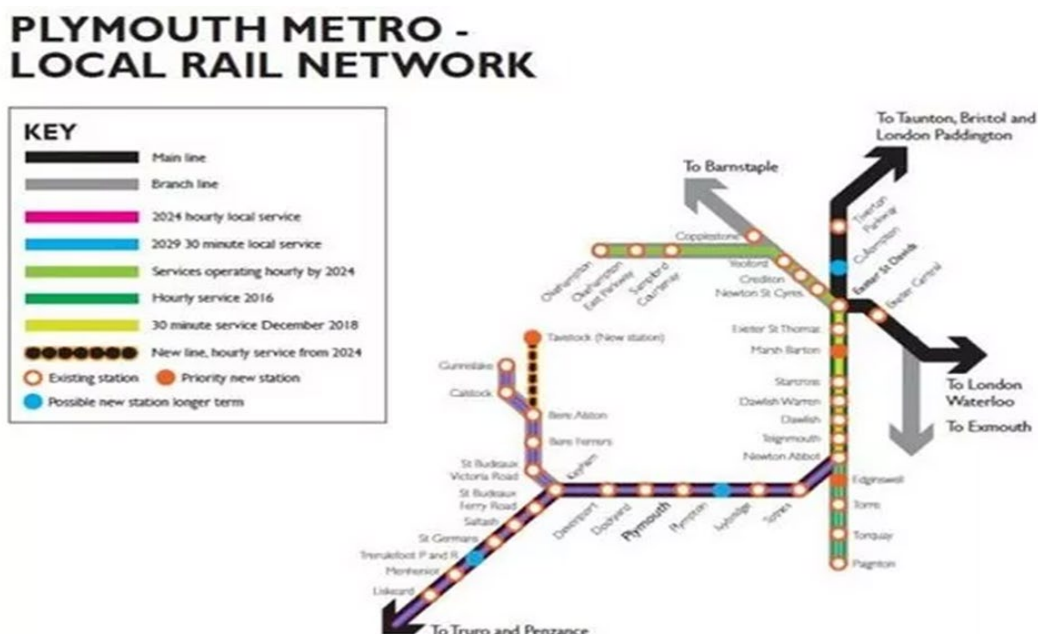 PLYMOUTH METRO -
LOCAL RAIL NETWORK
KEY
Main line
Branch line
2024 hourly local service
2029 30 minute local service
Services operating hourly by 2024
Hourly service 2016
30 minute service December 2018
New line, hourly service from 2024
Existing station
Priority new station
Possible new station longer term
To Taunton, Bristol and
London Paddington
To Barnstaple
Tiverton
Parkway
Cullompton
Exeter St Davids
Exeter Central
Copplestone
Yeoford
Crediton
Newton St Cyres
Okehampton
Okehampton
East Parkway
Sampford
Courtenay
Exeter St Thomas
Marsh Barton
Starcross
Dawlish Warren
Dawlish
Teignmouth
Newton Abbot
To London
Waterloo
To Exmouth
Tavistock (New station)
Gunnislake
Calstock
Bere Alston
Bere Ferrers
St Budeaux
Victoria Road
Keyham
St Budeaux
Ferry Road
Saltash
St Germans
Trerulefoot P and R
Menheniot
Liskeard
Devonport
Dockyard
Plymouth
Plympton
Ivybridge
Totnes
Edginswell
Torre
Torquay
Paignton
To Truro and Penzance